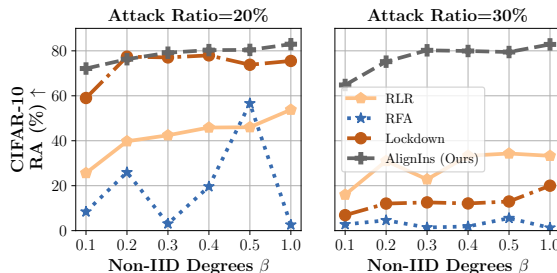 Attack Ratio=20%
Attack Ratio=30%
CIFAR-10
RA (%) ↑
80
60
40
20
0
RLR
RFA
Lockdown
AlignIns (Ours)
0.1 0.2 0.3 0.4 0.5 1.0
0.1 0.2 0.3 0.4 0.5 1.0
Non-IID Degrees β
Non-IID Degrees β